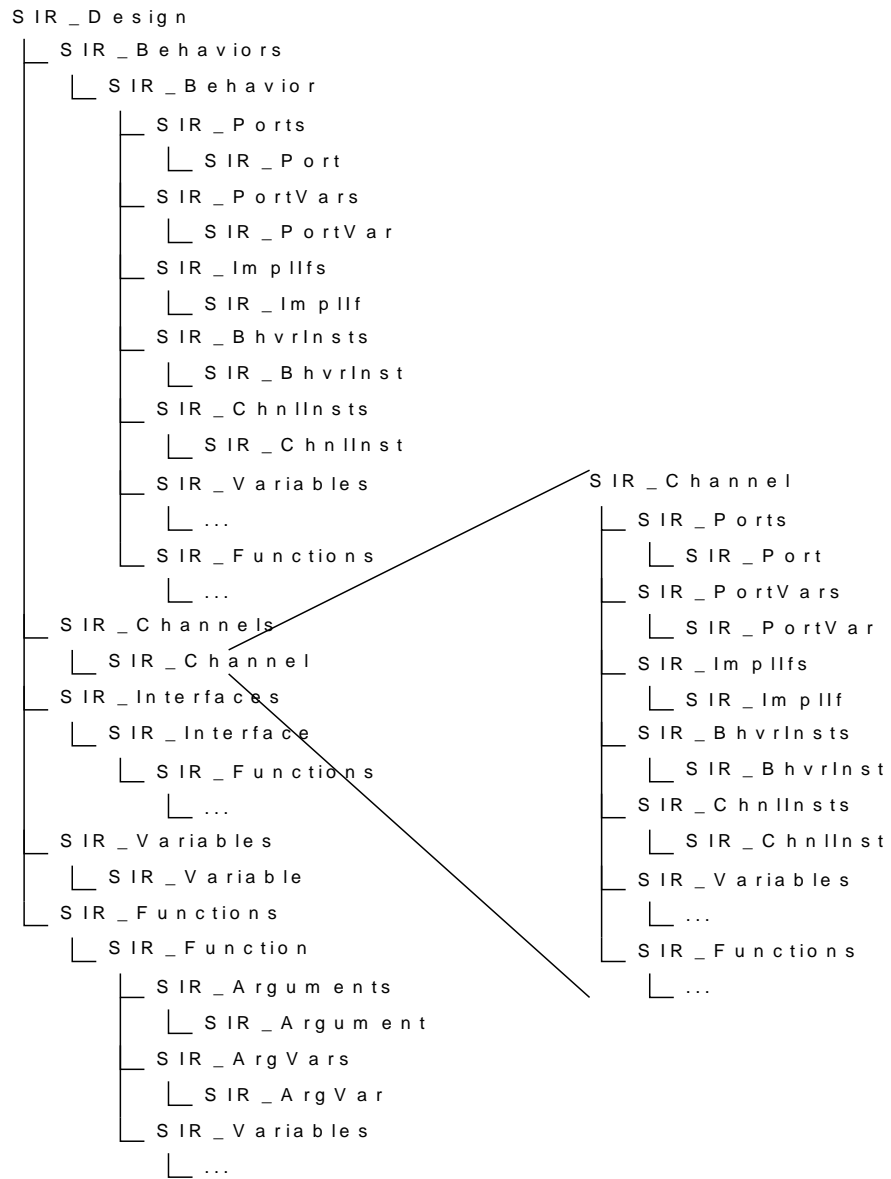 SIR_Design
SIR_Behaviors
SIR_Behavior
SIR_Ports
SIR_Port
SIR_PortVars
SIR_PortVar
SIR_ImplIfs
SIR_ImplIf
SIR_BhvrInsts
SIR_BhvrInst
SIR_ChnlInsts
SIR_ChnlInst
SIR_Variables
...
SIR_Functions
...
SIR_Channels
SIR_Channel
SIR_Interfaces
SIR_Interface
SIR_Functions
...
SIR_Variables
SIR_Variable
SIR_Functions
SIR_Function
SIR_Arguments
SIR_Argument
SIR_ArgVars
SIR_ArgVar
SIR_Variables
...
SIR_Channel
SIR_Ports
SIR_Port
SIR_PortVars
SIR_PortVar
SIR_ImplIfs
SIR_ImplIf
SIR_BhvrInsts
SIR_BhvrInst
SIR_ChnlInsts
SIR_ChnlInst
SIR_Variables
...
SIR_Functions
...